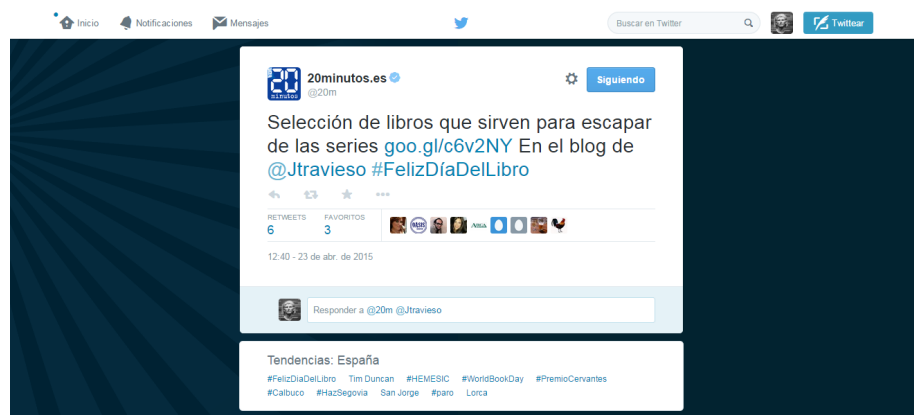 Inicio Notificaciones Mensajes Buscar en Twitter Twittear
20 minutos
20minutos.es
@20m
Siguiendo
Selección de libros que sirven para escapar
de las series goo.gl/c6v2NY En el blog de
@Jtravieso #FelizDíaDelLibro
RETWEETS FAVORITOS
6 3
12:40 - 23 de abr. de 2015
Responder a @20m @Jtravieso
Tendencias: España
#FelizDiaDelLibro Tim Duncan #HEMESIC #WorldBookDay #PremioCervantes
#Calbuco #HazSegovia San Jorge #paro Lorca